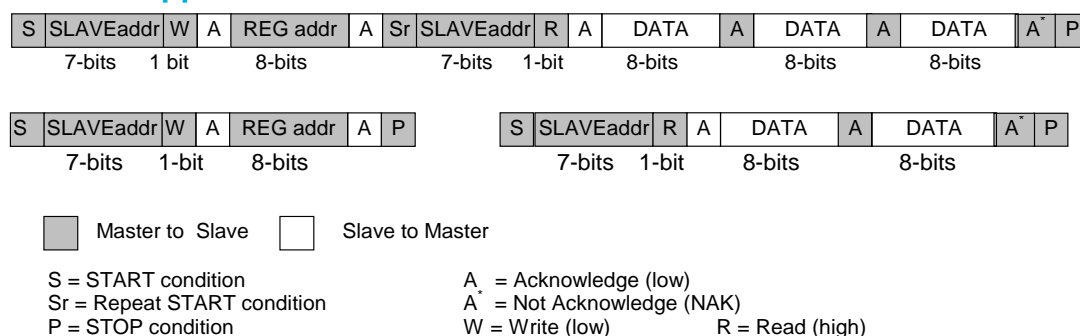 S SLAVEaddr W A REG addr A Sr SLAVEaddr R A DATA A DATA A DATA A* P
7-bits 1 bit 8-bits 7-bits 1-bit 8-bits 8-bits 8-bits
S SLAVEaddr W A REG addr A P S SLAVEaddr R A DATA A DATA A* P
7-bits 1-bit 8-bits 7-bits 1-bit 8-bits 8-bits
Master to Slave Slave to Master
S = START condition A = Acknowledge (low)
Sr = Repeat START condition A* = Not Acknowledge (NAK)
P = STOP condition W = Write (low) R = Read (high)